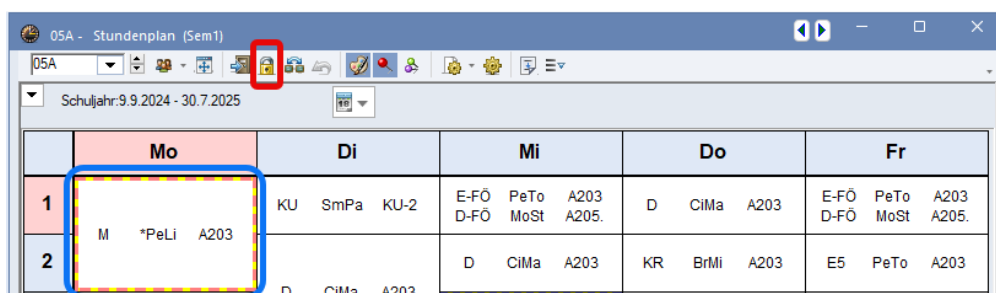 05A - Stundenplan (Sem1)
05A
Schuljahr:9.9.2024 - 30.7.2025
Mo Di Mi Do Fr
1
M *PeLi A203
KU SmPa KU-2
E-FÖ PeTo A203
D-FÖ MoSt A205.
D CiMa A203
E-FÖ PeTo A203
D-FÖ MoSt A205.
2
D CiMa A203
D CiMa A203
KR BrMi A203
E5 PeTo A203